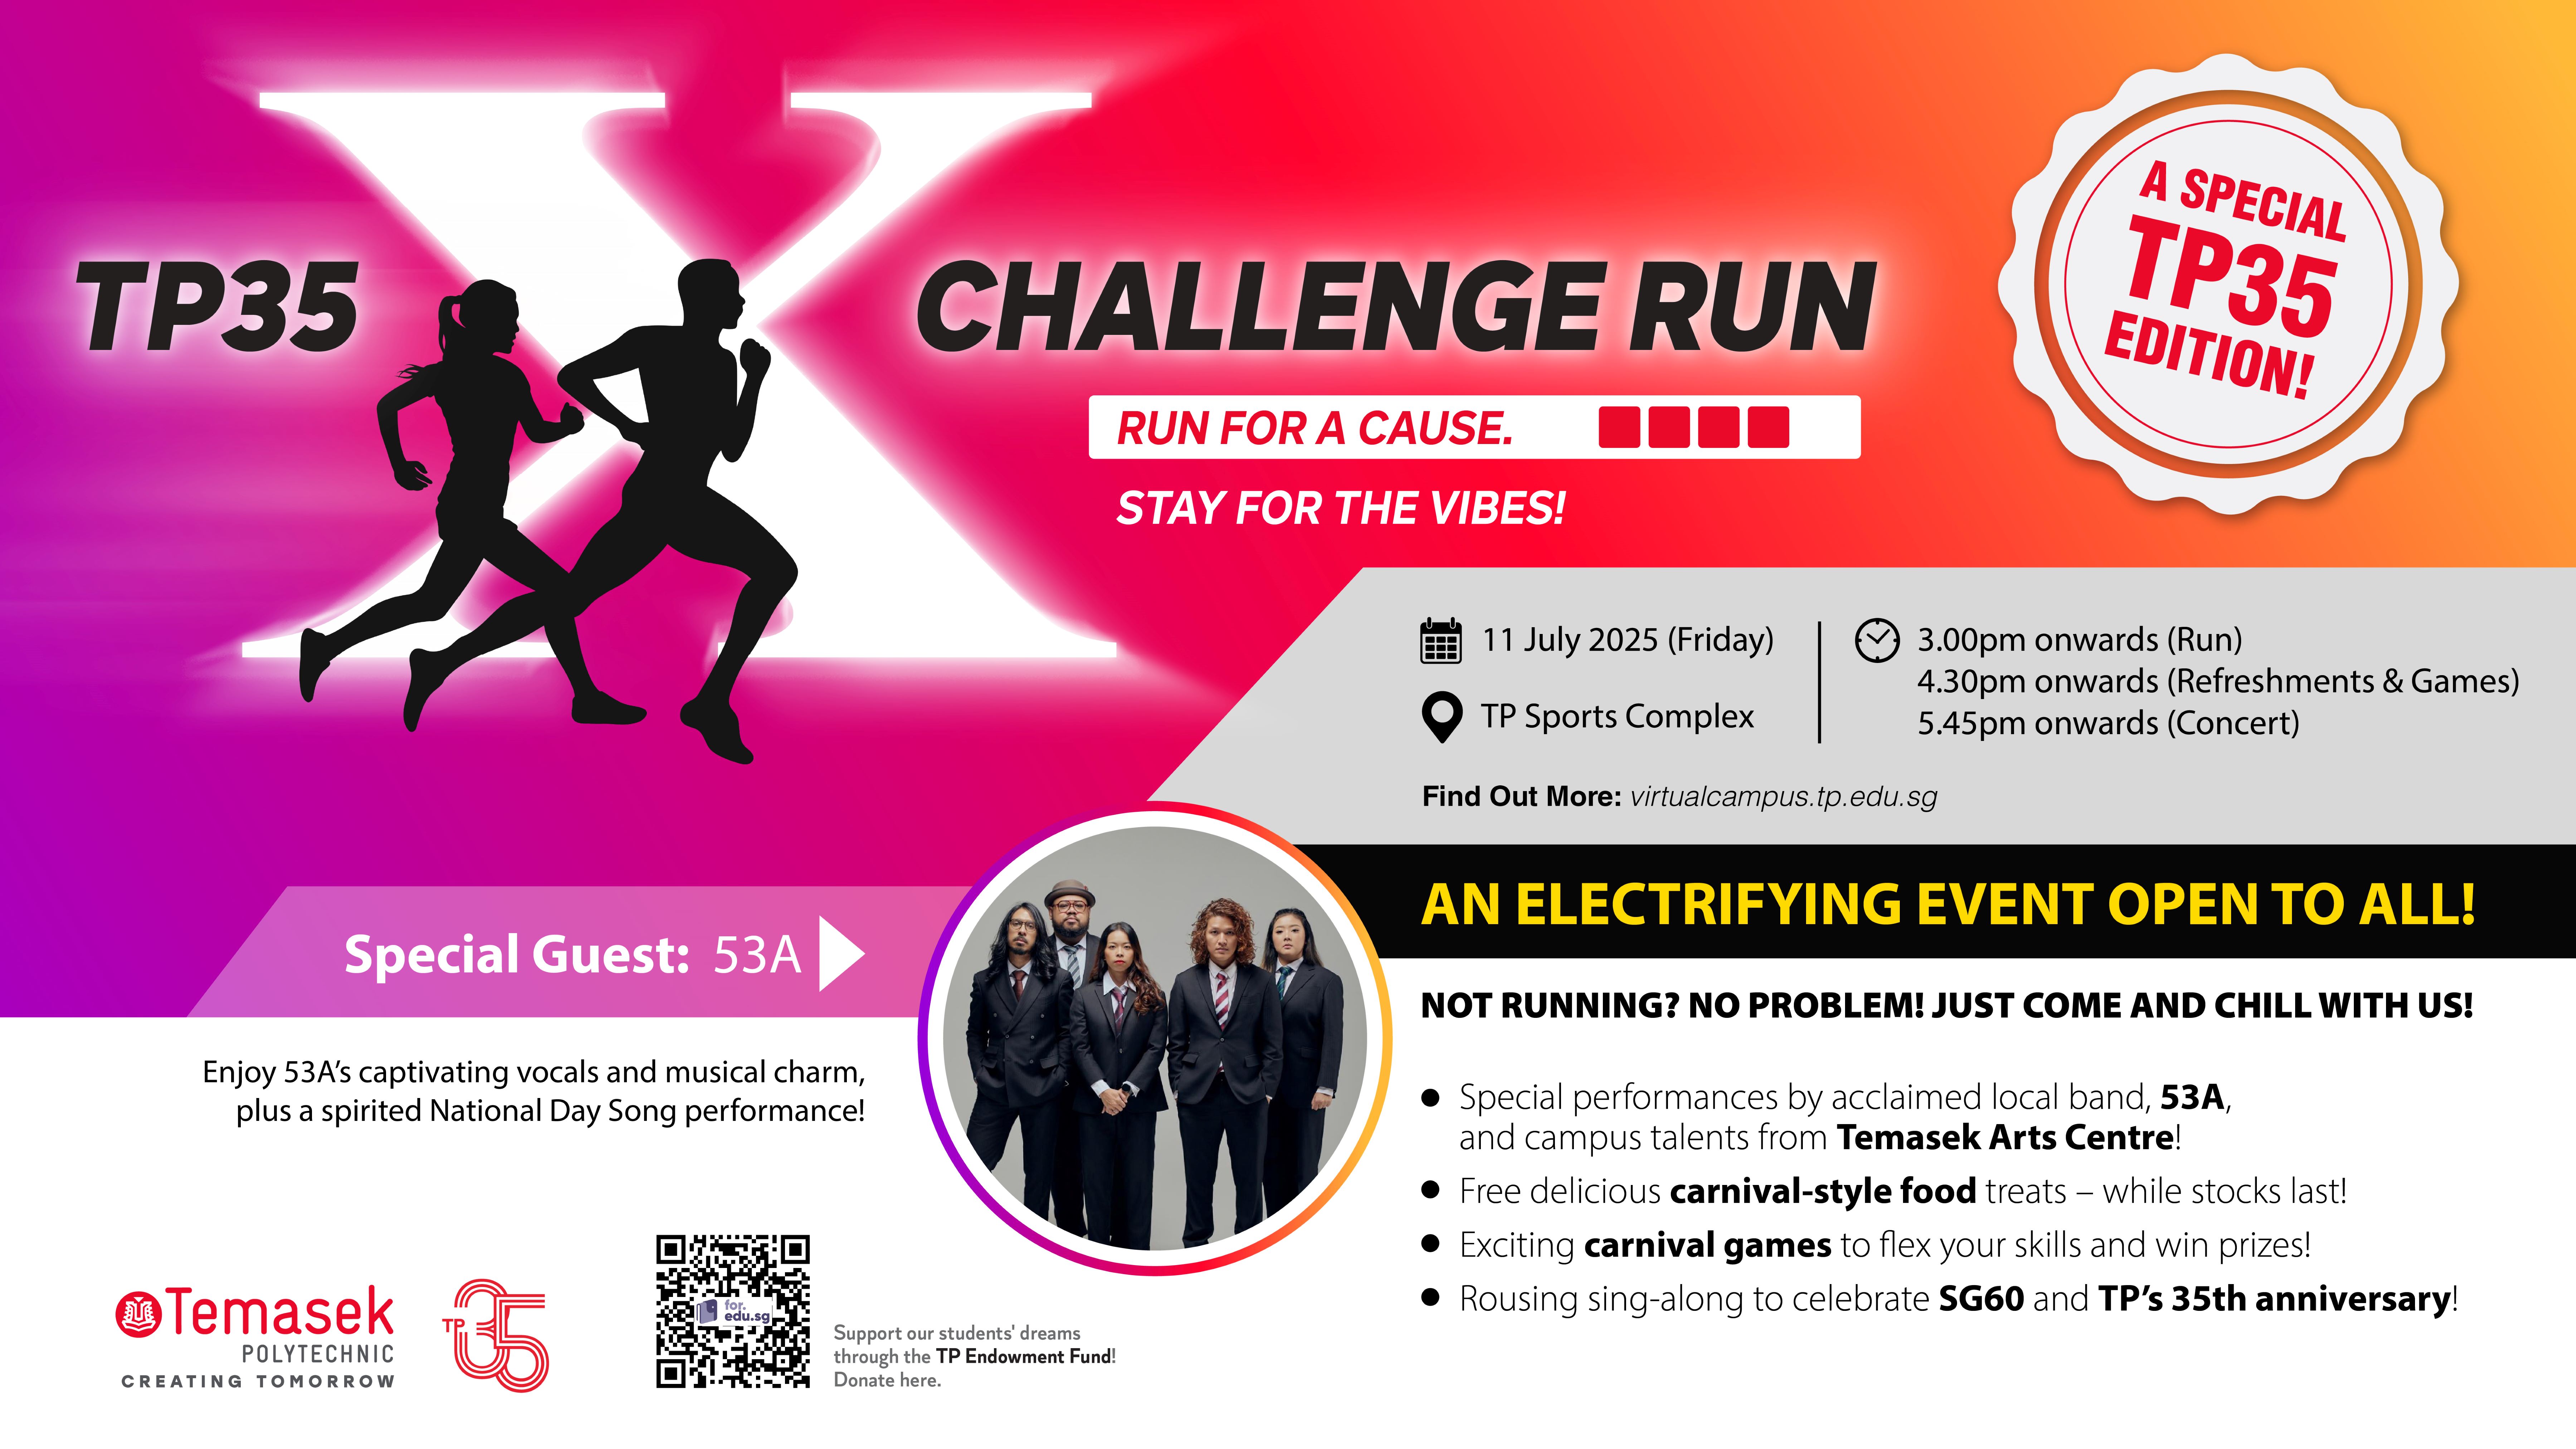 TP35
X
CHALLENGE RUN
RUN FOR A CAUSE.
STAY FOR THE VIBES!
A SPECIAL
TP35
EDITION!
11 July 2025 (Friday)
TP Sports Complex
3.00pm onwards (Run)
4.30pm onwards (Refreshments & Games)
5.45pm onwards (Concert)
Find Out More: virtualcampus.tp.edu.sg
Special Guest: 53A
Enjoy 53A’s captivating vocals and musical charm,
plus a spirited National Day Song performance!
AN ELECTRIFYING EVENT OPEN TO ALL!
NOT RUNNING? NO PROBLEM! JUST COME AND CHILL WITH US!
● Special performances by acclaimed local band, 53A,
and campus talents from Temasek Arts Centre!
● Free delicious carnival-style food treats – while stocks last!
● Exciting carnival games to flex your skills and win prizes!
● Rousing sing-along to celebrate SG60 and TP’s 35th anniversary!
Temasek
POLYTECHNIC
CREATING TOMORROW
TP 35
for.
edu.sg
Support our students' dreams
through the TP Endowment Fund!
Donate here.